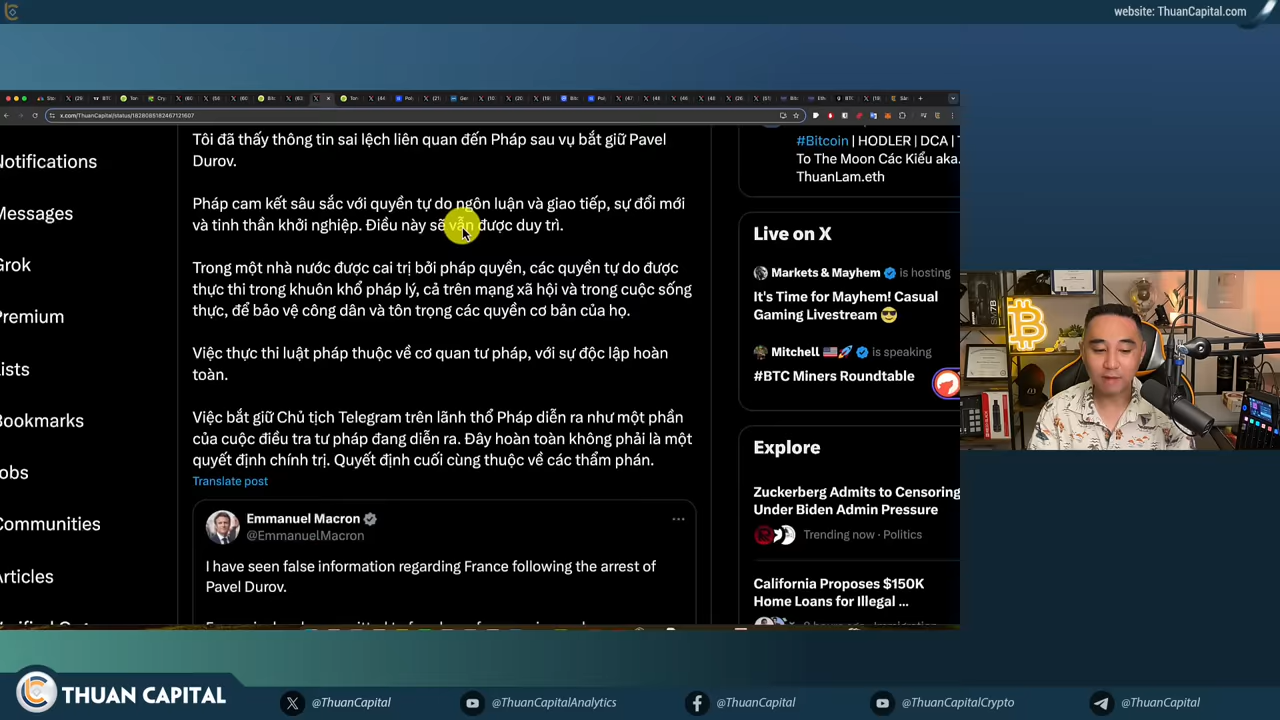 website: ThuanCapital.com
x.com/ThuanCapital/status/1828065182467121607
Notifications
Messages
Grok
Premium
Lists
Bookmarks
Jobs
Communities
Articles
Tôi đã thấy thông tin sai lệch liên quan đến Pháp sau vụ bắt giữ Pavel
Durov.
Pháp cam kết sâu sắc với quyền tự do ngôn luận và giao tiếp, sự đổi mới
và tinh thần khởi nghiệp. Điều này sẽ vẫn được duy trì.
Trong một nhà nước được cai trị bởi pháp quyền, các quyền tự do được
thực thi trong khuôn khổ pháp lý, cả trên mạng xã hội và trong cuộc sống
thực, để bảo vệ công dân và tôn trọng các quyền cơ bản của họ.
Việc thực thi luật pháp thuộc về cơ quan tư pháp, với sự độc lập hoàn
toàn.
Việc bắt giữ Chủ tịch Telegram trên lãnh thổ Pháp diễn ra như một phần
của cuộc điều tra tư pháp đang diễn ra. Đây hoàn toàn không phải là một
quyết định chính trị. Quyết định cuối cùng thuộc về các thẩm phán.
Translate post
Emmanuel Macron
@EmmanuelMacron
I have seen false information regarding France following the arrest of
Pavel Durov.
#Bitcoin | HODLER | DCA |
To The Moon Các Kiểu aka.
ThuanLam.eth
Live on X
Markets & Mayhem is hosting
It's Time for Mayhem! Casual
Gaming Livestream
Mitchell is speaking
#BTC Miners Roundtable
Explore
Zuckerberg Admits to Censoring
Under Biden Admin Pressure
Trending now · Politics
California Proposes $150K
Home Loans for Illegal ...
THUAN CAPITAL
@ThuanCapital
@ThuanCapitalAnalytics
@ThuanCapital
@ThuanCapitalCrypto
@ThuanCapital